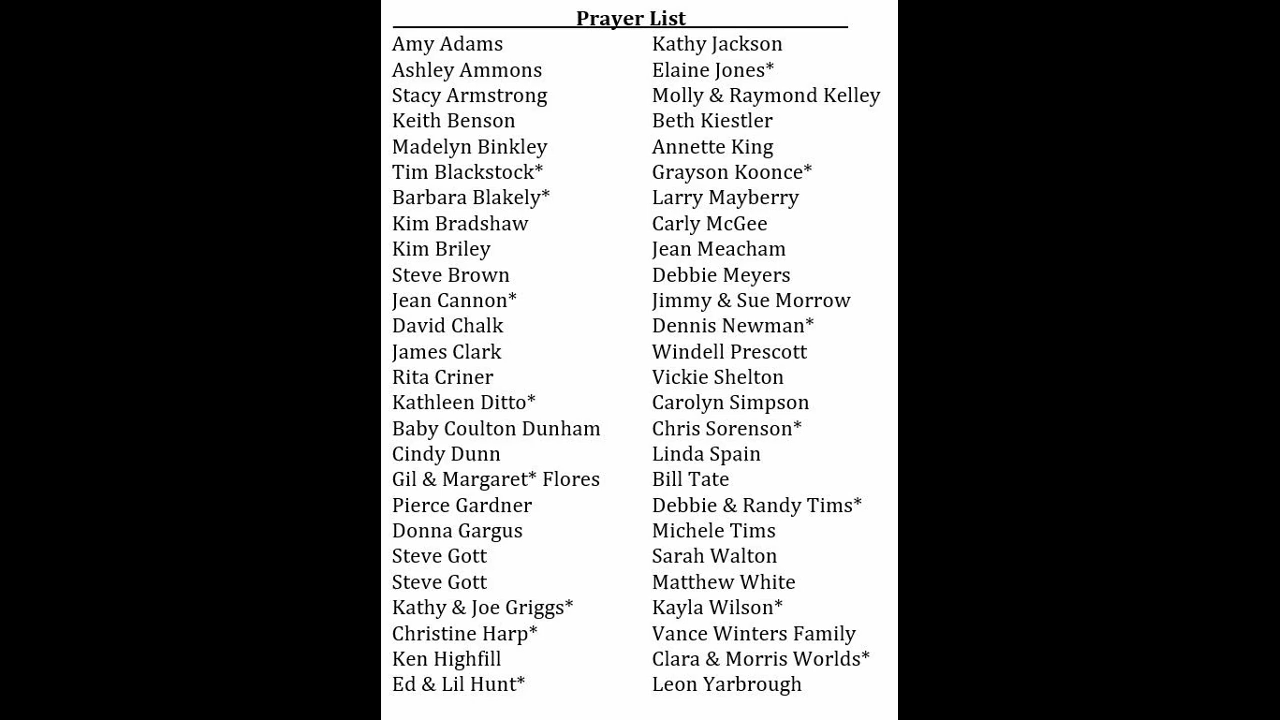 Prayer List
Amy Adams
Ashley Ammons
Stacy Armstrong
Keith Benson
Madelyn Binkley
Tim Blackstock*
Barbara Blakely*
Kim Bradshaw
Kim Briley
Steve Brown
Jean Cannon*
David Chalk
James Clark
Rita Criner
Kathleen Ditto*
Baby Coulton Dunham
Cindy Dunn
Gil & Margaret* Flores
Pierce Gardner
Donna Gargus
Steve Gott
Steve Gott
Kathy & Joe Griggs*
Christine Harp*
Ken Highfill
Ed & Lil Hunt*
Kathy Jackson
Elaine Jones*
Molly & Raymond Kelley
Beth Kiestler
Annette King
Grayson Koonce*
Larry Mayberry
Carly McGee
Jean Meacham
Debbie Meyers
Jimmy & Sue Morrow
Dennis Newman*
Windell Prescott
Vickie Shelton
Carolyn Simpson
Chris Sorenson*
Linda Spain
Bill Tate
Debbie & Randy Tims*
Michele Tims
Sarah Walton
Matthew White
Kayla Wilson*
Vance Winters Family
Clara & Morris Worlds*
Leon Yarbrough